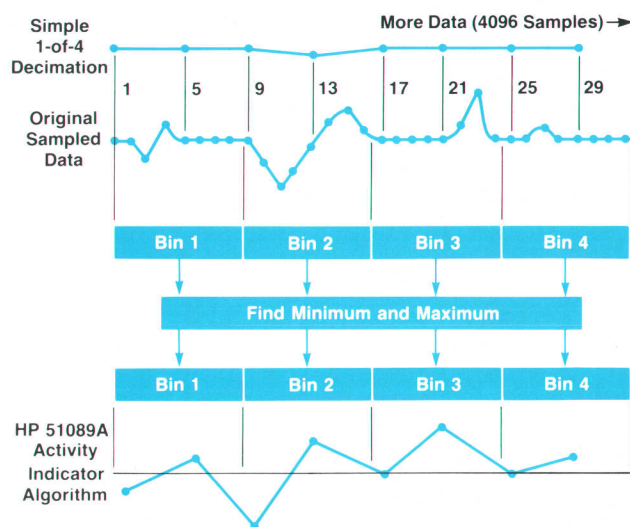 Simple
1-of-4
Decimation
More Data (4096 Samples)
1 5 9 13 17 21 25 29
Original
Sampled
Data
Bin 1 Bin 2 Bin 3 Bin 4
Find Minimum and Maximum
Bin 1 Bin 2 Bin 3 Bin 4
HP 51089A
Activity
Indicator
Algorithm